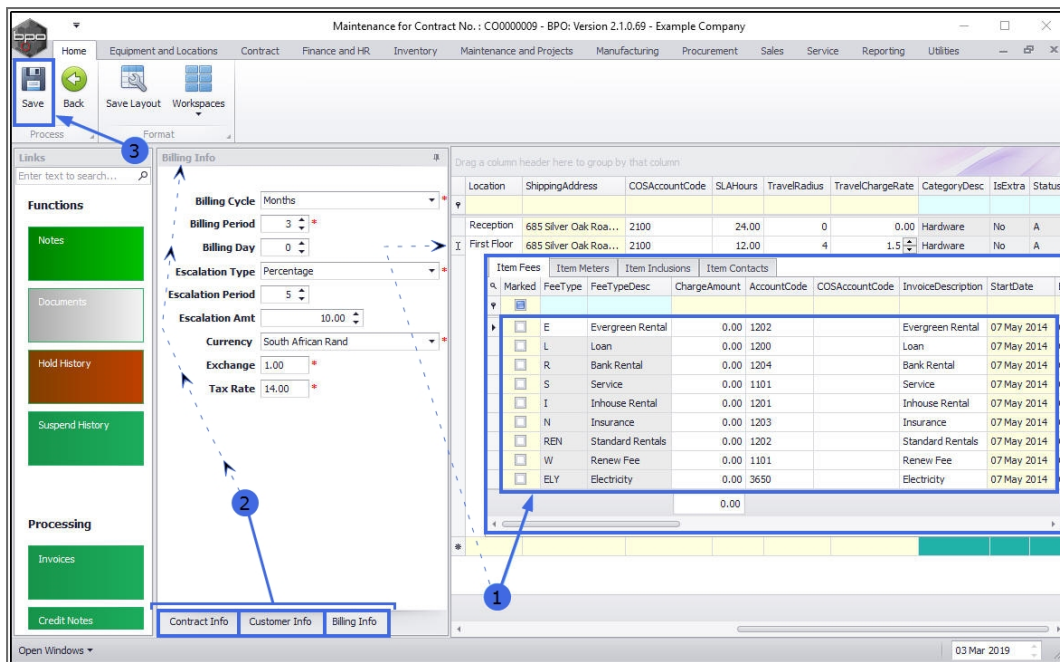 Maintenance for Contract No. : CO0000009 - BPO: Version 2.1.0.69 - Example Company
bpo
Home Equipment and Locations Contract Finance and HR Inventory Maintenance and Projects Manufacturing Procurement Sales Service Reporting Utilities
Save Back Save Layout Workspaces
Process Format
3
Links
Enter text to search...
Functions
Notes
Documents
Hold History
Suspend History
Processing
Invoices
Credit Notes
Billing Info
Billing Cycle Months *
Billing Period 3 *
Billing Day 0
Escalation Type Percentage *
Escalation Period 5
Escalation Amt 10.00
Currency South African Rand *
Exchange 1.00 *
Tax Rate 14.00 *
2
Contract Info Customer Info Billing Info
Drag a column header here to group by that column
Location ShippingAddress COSAccountCode SLAHours TravelRadius TravelChargeRate CategoryDesc IsExtra Status
Reception 685 Silver Oak Roa... 2100 24.00 0 0.00 Hardware No A
First Floor 685 Silver Oak Roa... 2100 12.00 4 1.5 Hardware No A
Item Fees Item Meters Item Inclusions Item Contacts
Marked FeeType FeeTypeDesc ChargeAmount AccountCode COSAccountCode InvoiceDescription StartDate
E Evergreen Rental 0.00 1202 Evergreen Rental 07 May 2014
L Loan 0.00 1200 Loan 07 May 2014
R Bank Rental 0.00 1204 Bank Rental 07 May 2014
S Service 0.00 1101 Service 07 May 2014
I Inhouse Rental 0.00 1201 Inhouse Rental 07 May 2014
N Insurance 0.00 1203 Insurance 07 May 2014
REN Standard Rentals 0.00 1202 Standard Rentals 07 May 2014
W Renew Fee 0.00 1101 Renew Fee 07 May 2014
ELY Electricity 0.00 3650 Electricity 07 May 2014
0.00
1
Open Windows
03 Mar 2019